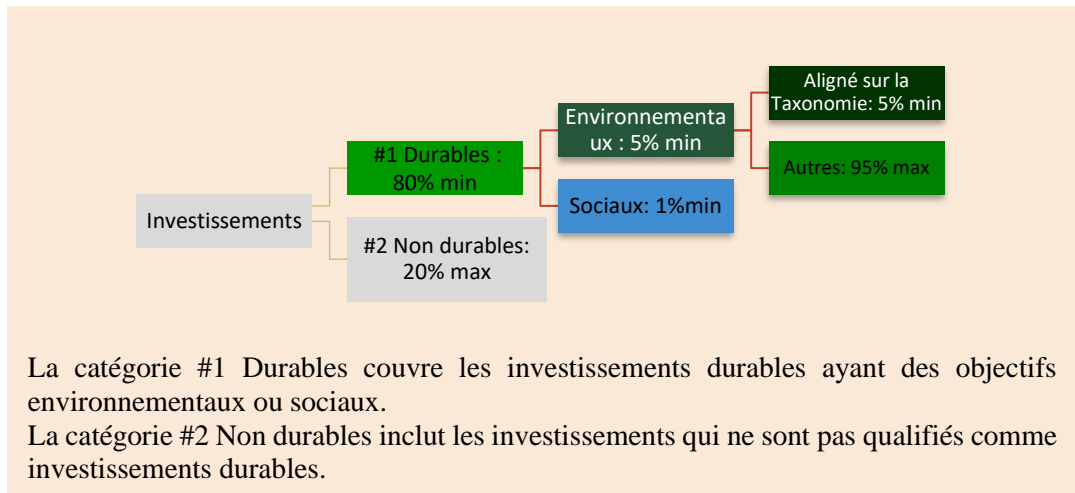 Investissements
#1 Durables :
80% min
#2 Non durables:
20% max
Environnementa
ux : 5% min
Sociaux: 1%min
Aligné sur la
Taxonomie: 5% min
Autres: 95% max
La catégorie #1 Durables couvre les investissements durables ayant des objectifs
environnementaux ou sociaux.
La catégorie #2 Non durables inclut les investissements qui ne sont pas qualifiés comme
investissements durables.